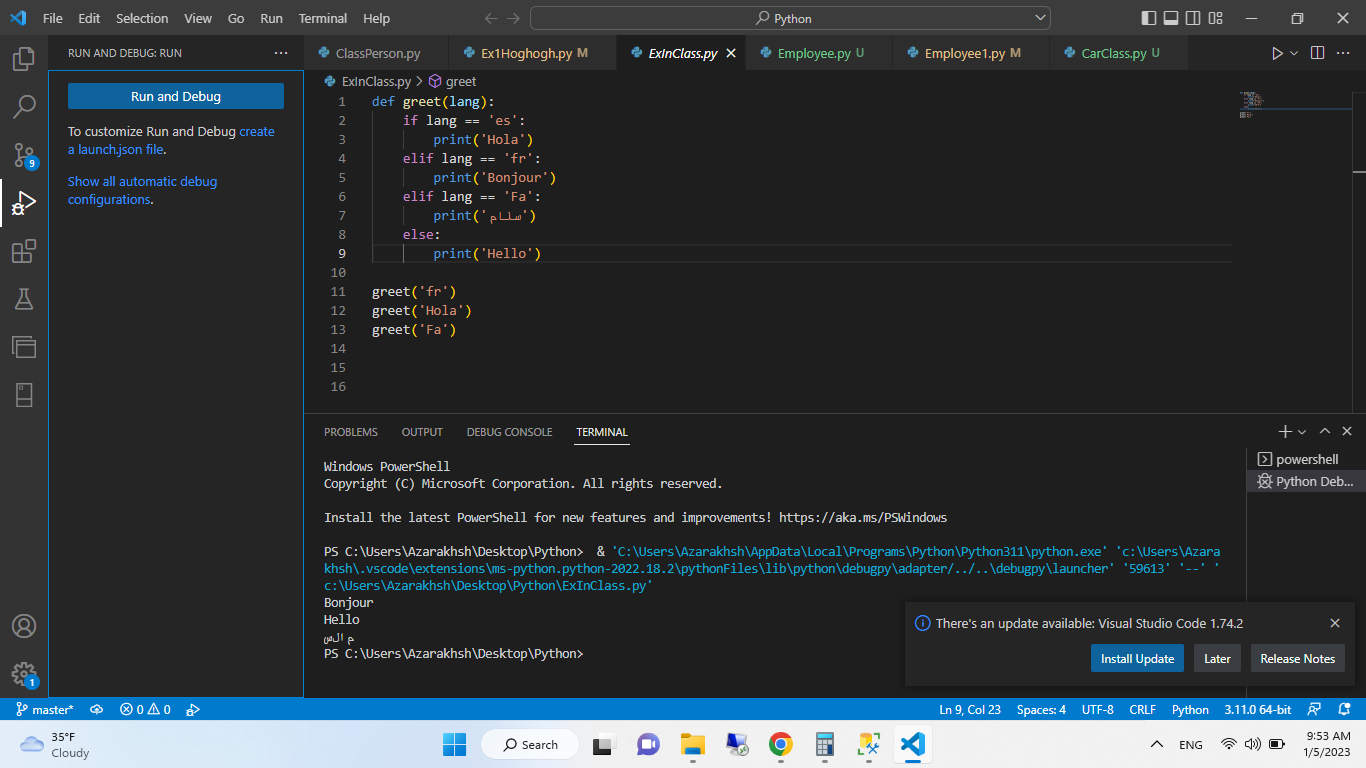 File Edit Selection View Go Run Terminal Help
Python
RUN AND DEBUG: RUN
ClassPerson.py
Ex1Hoghogh.py M
ExInClass.py
Employee.py U
Employee1.py M
CarClass.py U
Run and Debug
To customize Run and Debug create
a launch.json file.
Show all automatic debug
configurations.
9
1
ExInClass.py > greet
1 def greet(lang):
2 if lang == 'es':
3 print('Hola')
4 elif lang == 'fr':
5 print('Bonjour')
6 elif lang == 'Fa':
7 print('سلام')
8 else:
9 print('Hello')
10
11 greet('fr')
12 greet('Hola')
13 greet('Fa')
14
15
16
PROBLEMS OUTPUT DEBUG CONSOLE TERMINAL
powershell
Python Deb...
Windows PowerShell
Copyright (C) Microsoft Corporation. All rights reserved.
Install the latest PowerShell for new features and improvements! https://aka.ms/PSWindows
PS C:\Users\Azarakhsh\Desktop\Python> & 'C:\Users\Azarakhsh\AppData\Local\Programs\Python\Python311\python.exe' 'c:\Users\Azara
khsh\.vscode\extensions\ms-python.python-2022.18.2\pythonFiles\lib\python\debugpy\adapter/../..\debugpy\launcher' '59613' '--' '
c:\Users\Azarakhsh\Desktop\Python\ExInClass.py'
Bonjour
Hello
PS C:\Users\Azarakhsh\Desktop\Python>
There's an update available: Visual Studio Code 1.74.2
Install Update Later Release Notes
master* 0 0
Ln 9, Col 23 Spaces: 4 UTF-8 CRLF Python 3.11.0 64-bit
35°F
Cloudy
Search
ENG
9:53 AM
1/5/2023